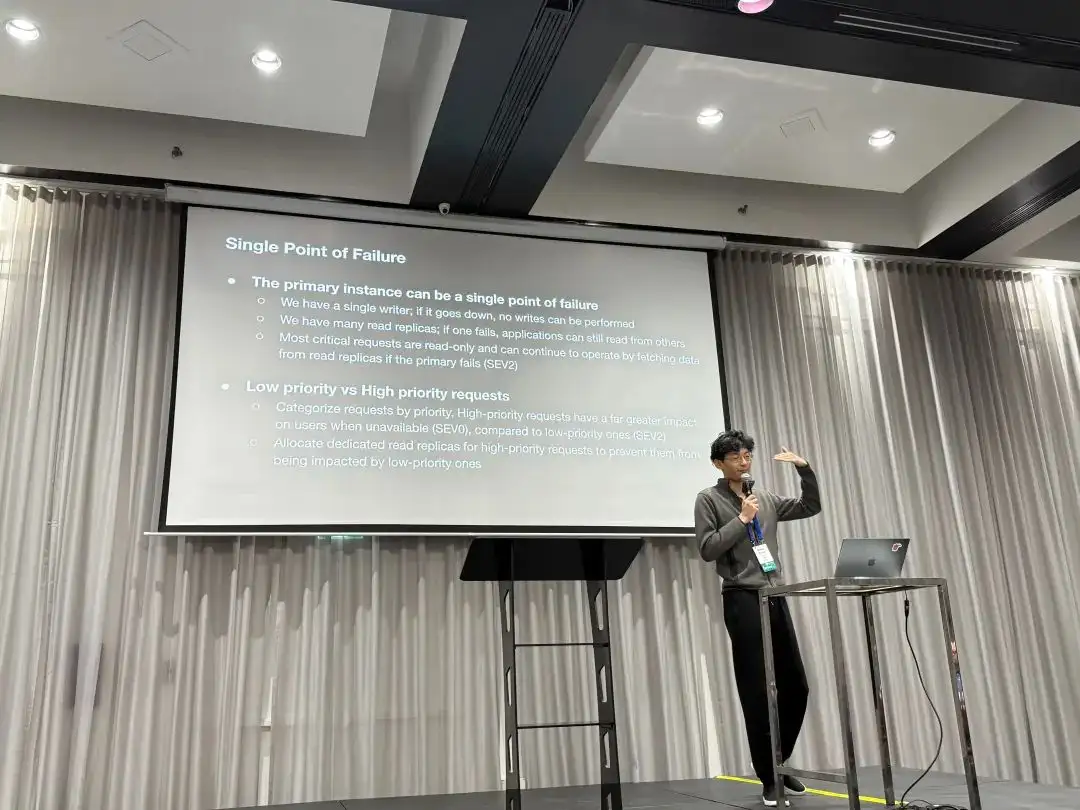 Single Point of Failure
The primary instance can be a single point of failure
We have a single writer; if it goes down, no writes can be performed
We have many read replicas; if one fails, applications can still read from others
Most critical requests are read-only and can continue to operate by fetching data
from read replicas if the primary fails (SEV2)
Low priority vs High priority requests
Categorize requests by priority. High-priority requests have a far greater impact
on users when unavailable (SEV0), compared to low-priority ones (SEV2)
Allocate dedicated read replicas for high-priority requests to prevent them from
being impacted by low-priority ones